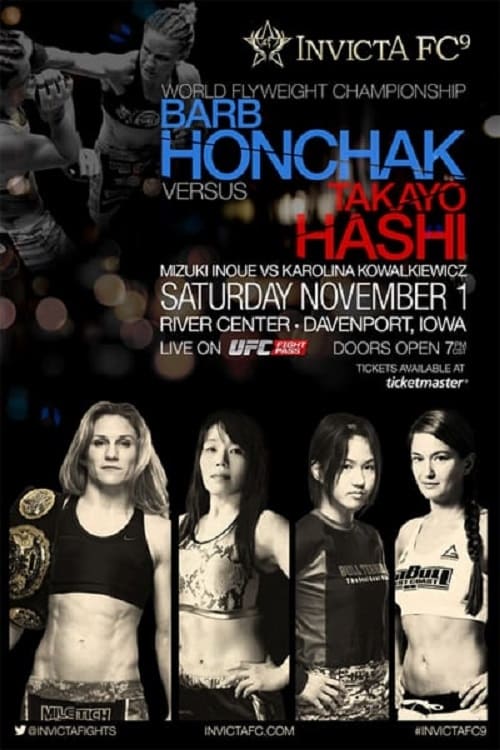 INVICTA FC9
WORLD FLYWEIGHT CHAMPIONSHIP
BARB
HONCHAK
VERSUS
TAKAYO
HASHI
MIZUKI INOUE VS KAROLINA KOWALKIEWICZ
SATURDAY NOVEMBER 1
RIVER CENTER • DAVENPORT, IOWA
LIVE ON UFC FIGHT PASS DOORS OPEN 7PM CST
TICKETS AVAILABLE AT
ticketmaster®
MILETICH
@INVICTAFIGHTS INVICTAFC.COM #INVICTAFC9